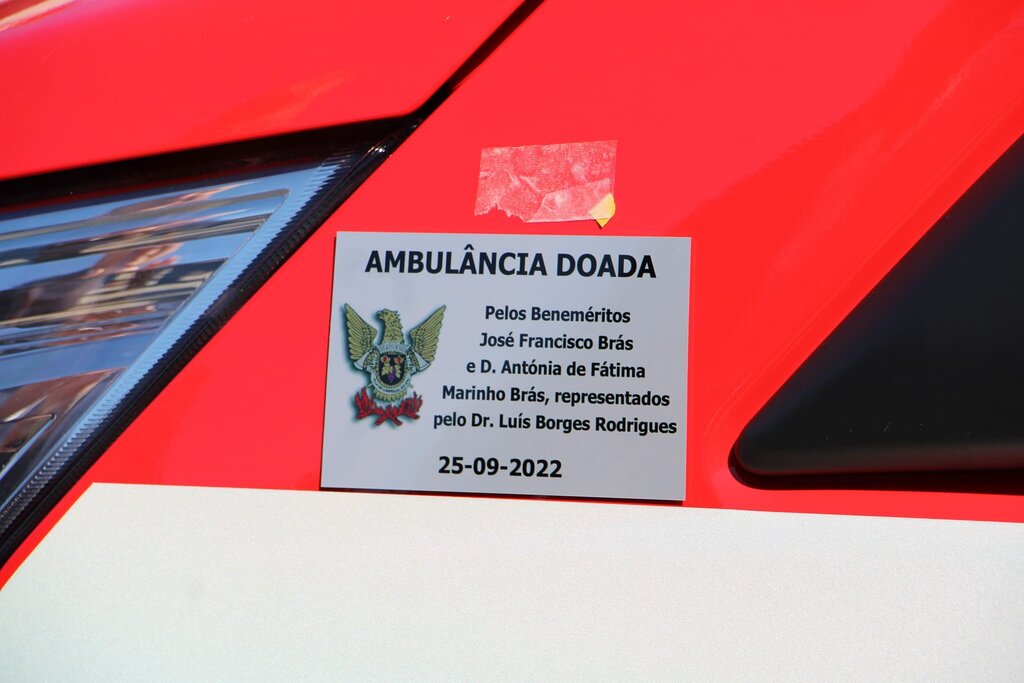 AMBULÂNCIA DOADA
Pelos Beneméritos
José Francisco Brás
e D. Antónia de Fátima
Marinho Brás, representados
pelo Dr. Luís Borges Rodrigues
25-09-2022